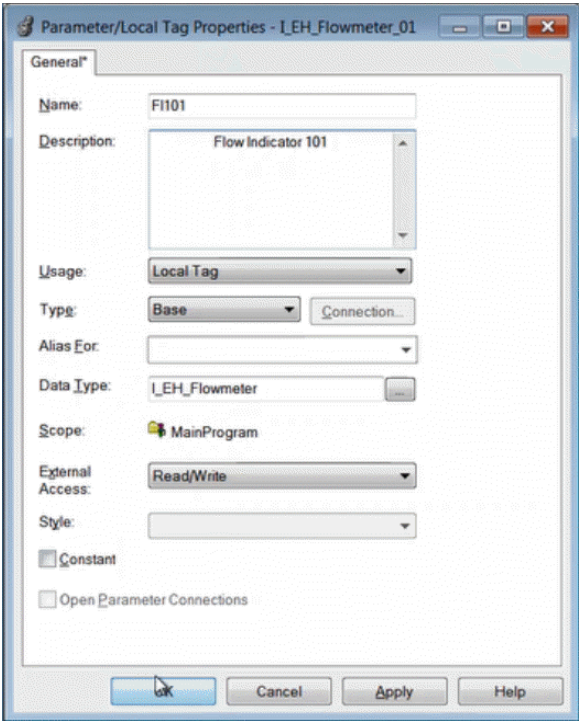 Parameter/Local Tag Properties - I_EH_Flowmeter_01
General*
Name: FI101
Description: Flow Indicator 101
Usage: Local Tag
Type: Base Connection...
Alias For:
Data Type: I_EH_Flowmeter ...
Scope: MainProgram
External
Access: Read/Write
Style:
Constant
Open Parameter Connections
OK Cancel Apply Help